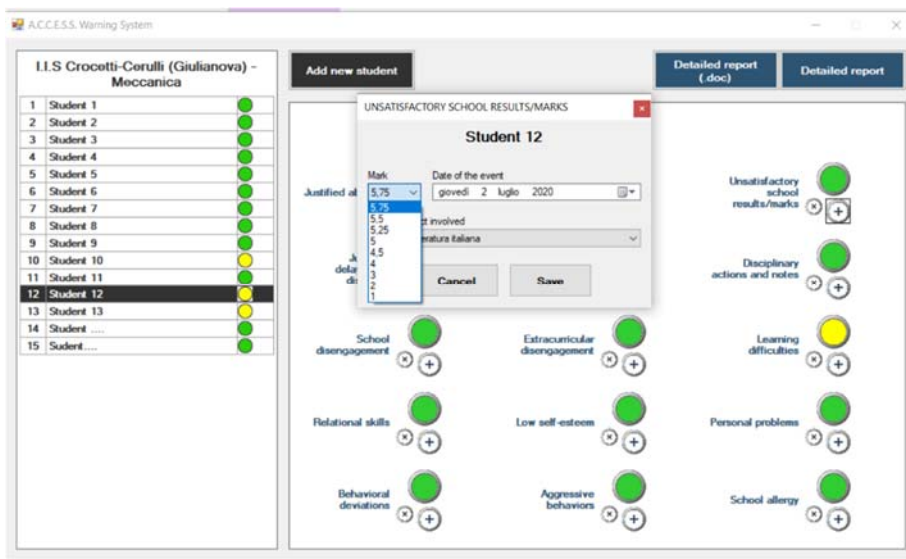 A.C.C.E.S.S. Warning System
I.I.S Crocetti-Cerulli (Giulianova) -
Meccanica
1 Student 1
2 Student 2
3 Student 3
4 Student 4
5 Student 5
6 Student 6
7 Student 7
8 Student 8
9 Student 9
10 Student 10
11 Student 11
12 Student 12
13 Student 13
14 Student ....
15 Sudent....
Add new student
Detailed report
(.doc)
Detailed report
UNSATISFACTORY SCHOOL RESULTS/MARKS
Student 12
Mark
Date of the event
5,75
giovedì 2 luglio 2020
5,75
5,5
5,25
5
4,5
4
3
2
1
involved
italiana
Cancel
Save
Justified
Unsatisfactory
school
results/marks
Disciplinary
actions and notes
School
disengagement
Extracurricular
disengagement
Learning
difficulties
Relational skills
Low self-esteem
Personal problems
Behavioral
deviations
Aggressive
behaviors
School allergy